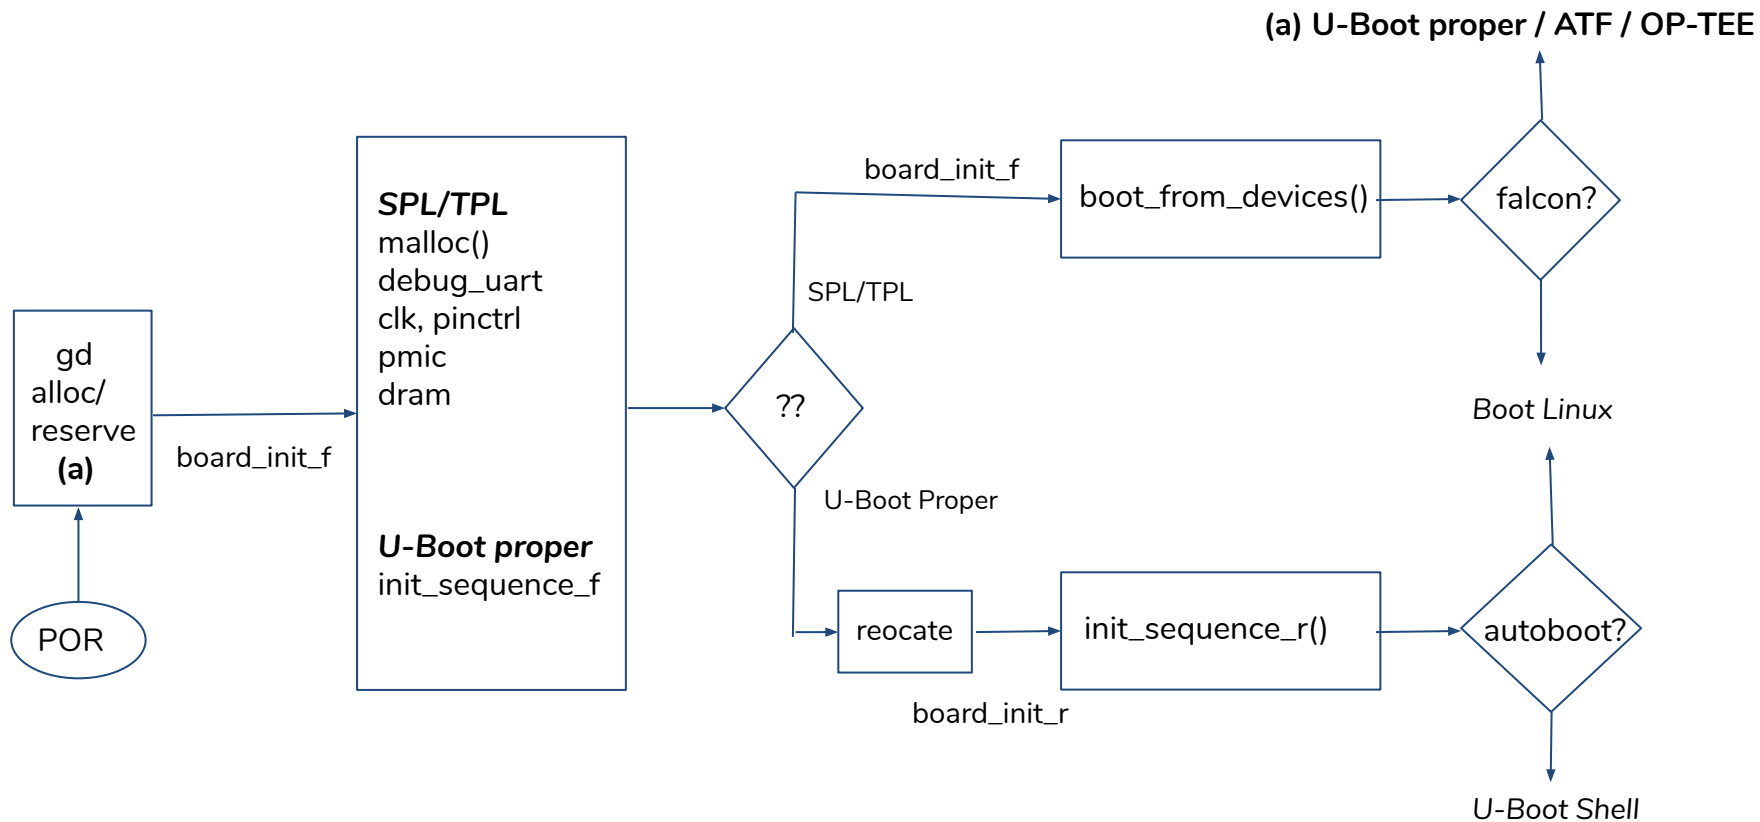 (a) U-Boot proper / ATF / OP-TEE
board_init_f
boot_from_devices()
falcon?
SPL/TPL
malloc()
debug_uart
clk, pinctrl
pmic
dram
SPL/TPL
gd
alloc/
reserve
(a)
board_init_f
??
Boot Linux
U-Boot Proper
U-Boot proper
init_sequence_f
POR
reocate
init_sequence_r()
autoboot?
board_init_r
U-Boot Shell